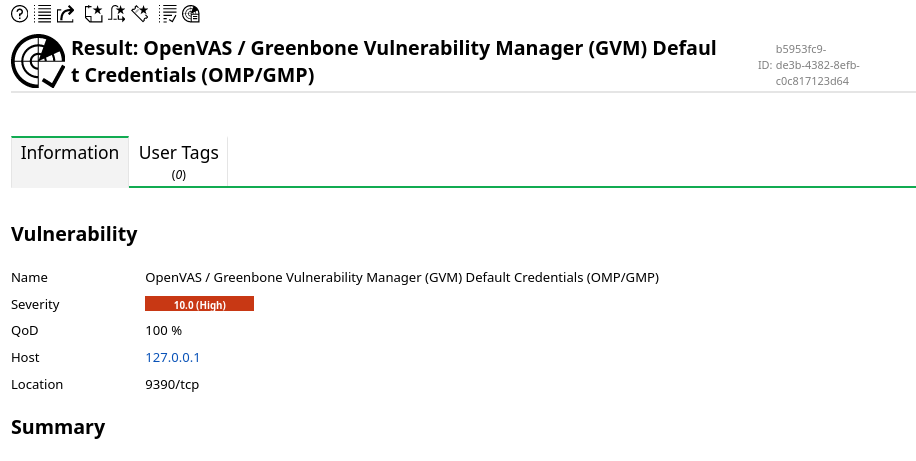 Result: OpenVAS / Greenbone Vulnerability Manager (GVM) Defaul
t Credentials (OMP/GMP)
b5953fc9-
ID: de3b-4382-8efb-
c0c817123d64
Information
User Tags
(0)
Vulnerability
Name OpenVAS / Greenbone Vulnerability Manager (GVM) Default Credentials (OMP/GMP)
Severity 10.0 (High)
QoD 100 %
Host 127.0.0.1
Location 9390/tcp
Summary